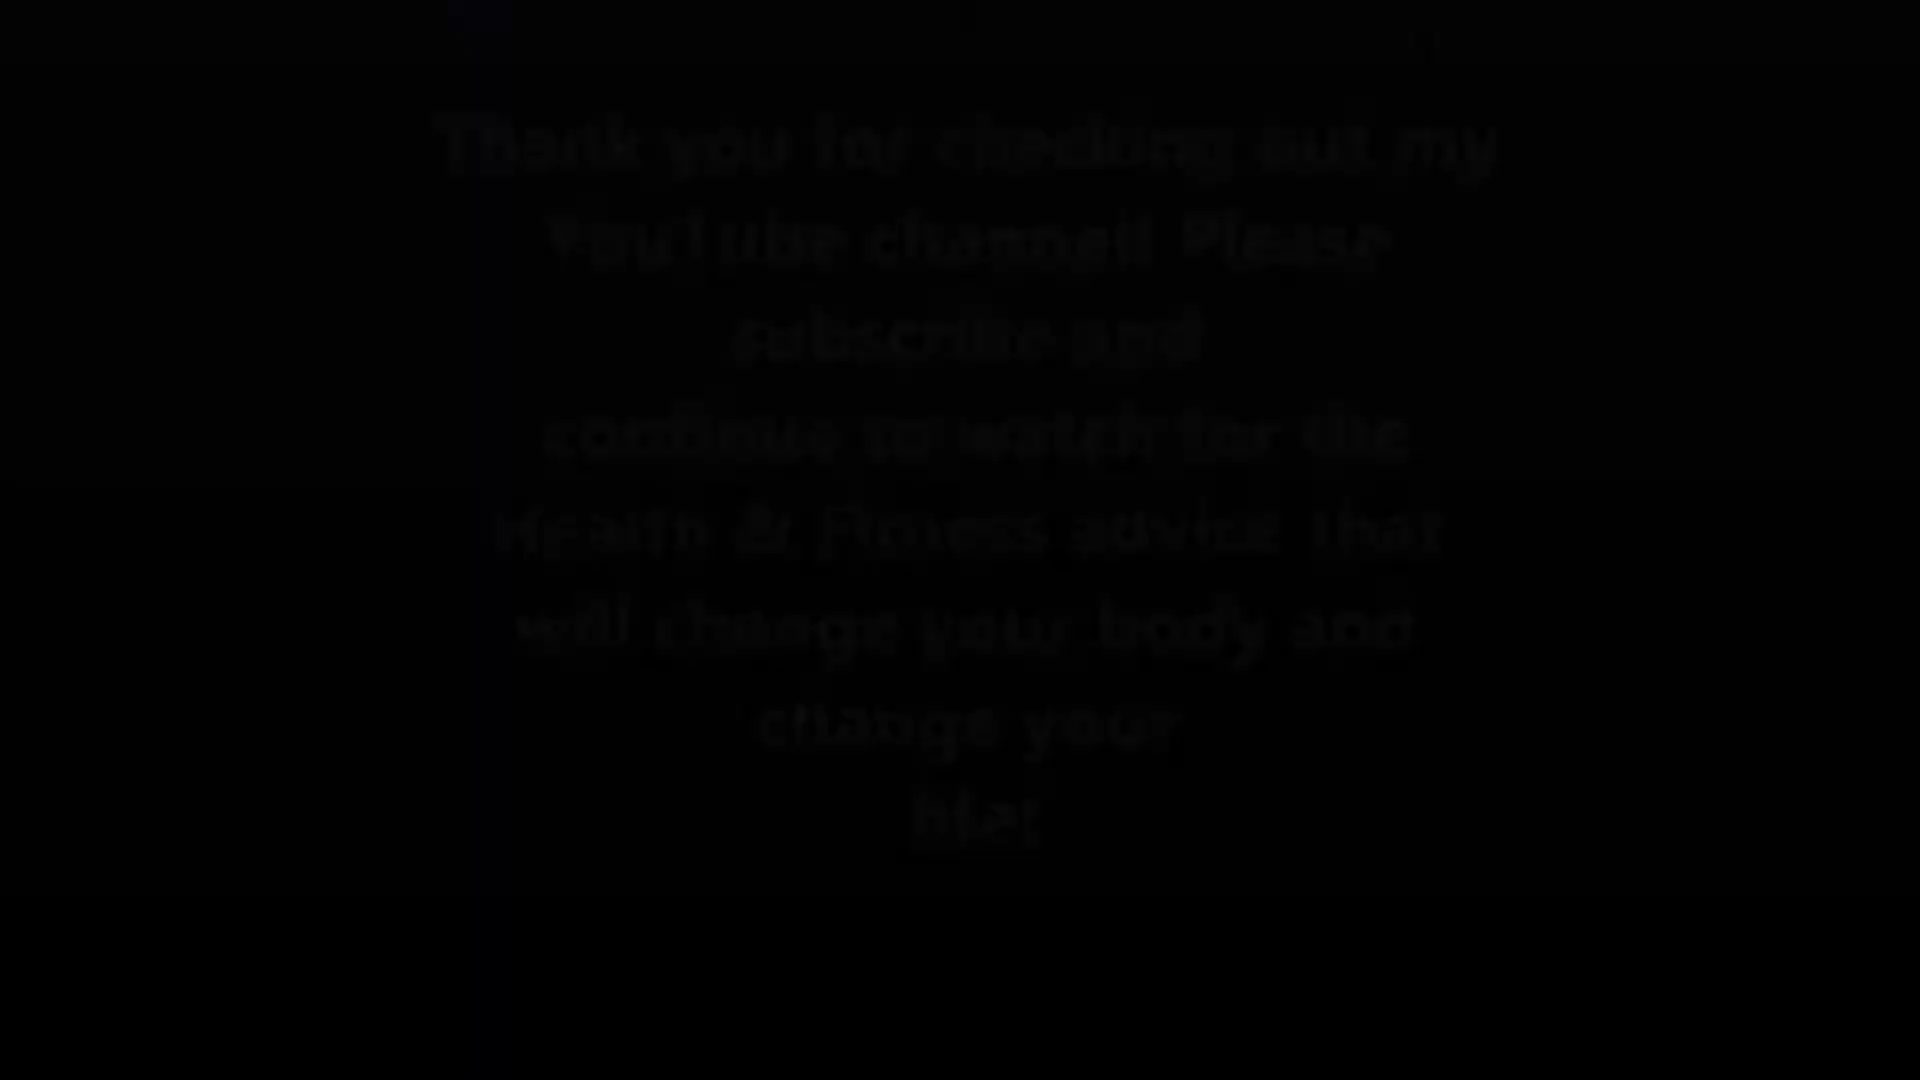 Thank you for checking out my
YouTube channel! Please
subscribe and
continue to watch for the
Health & Fitness advice that
will change your body and
change your
life!